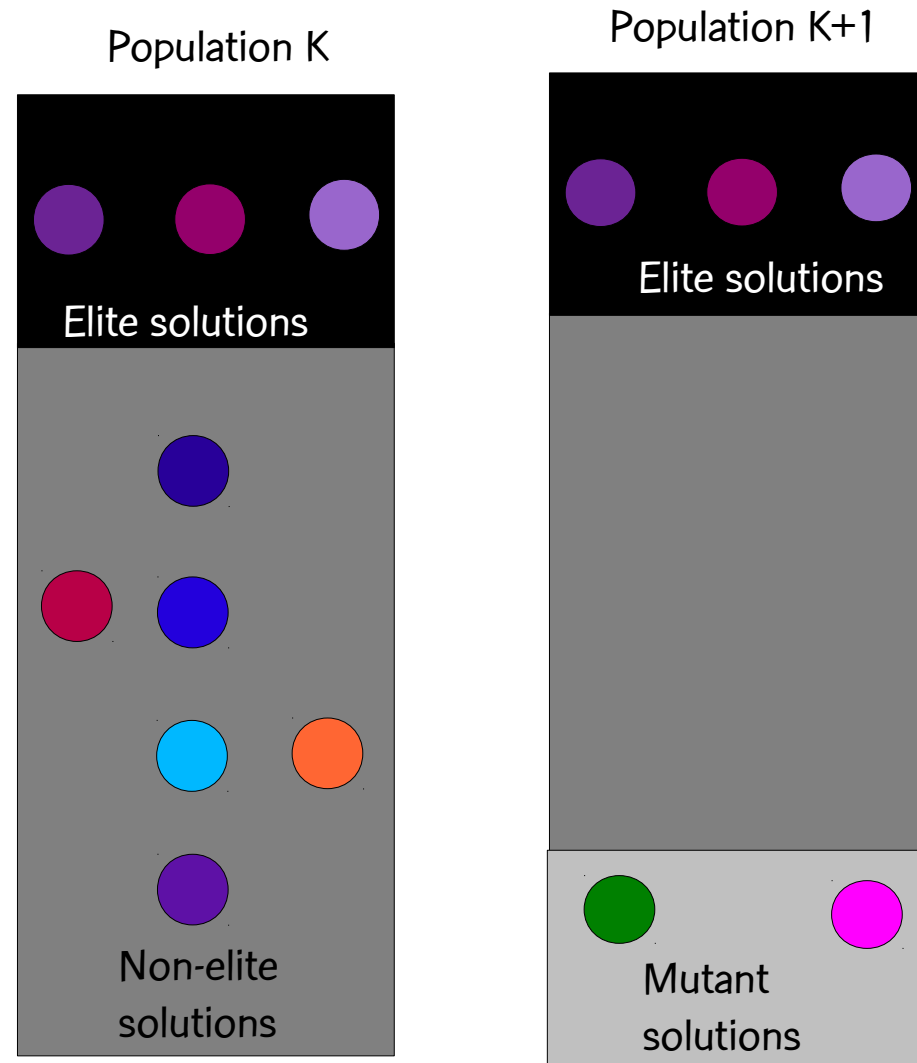 Population K
Population K+1
Elite solutions
Elite solutions
Non-elite
solutions
Mutant
solutions